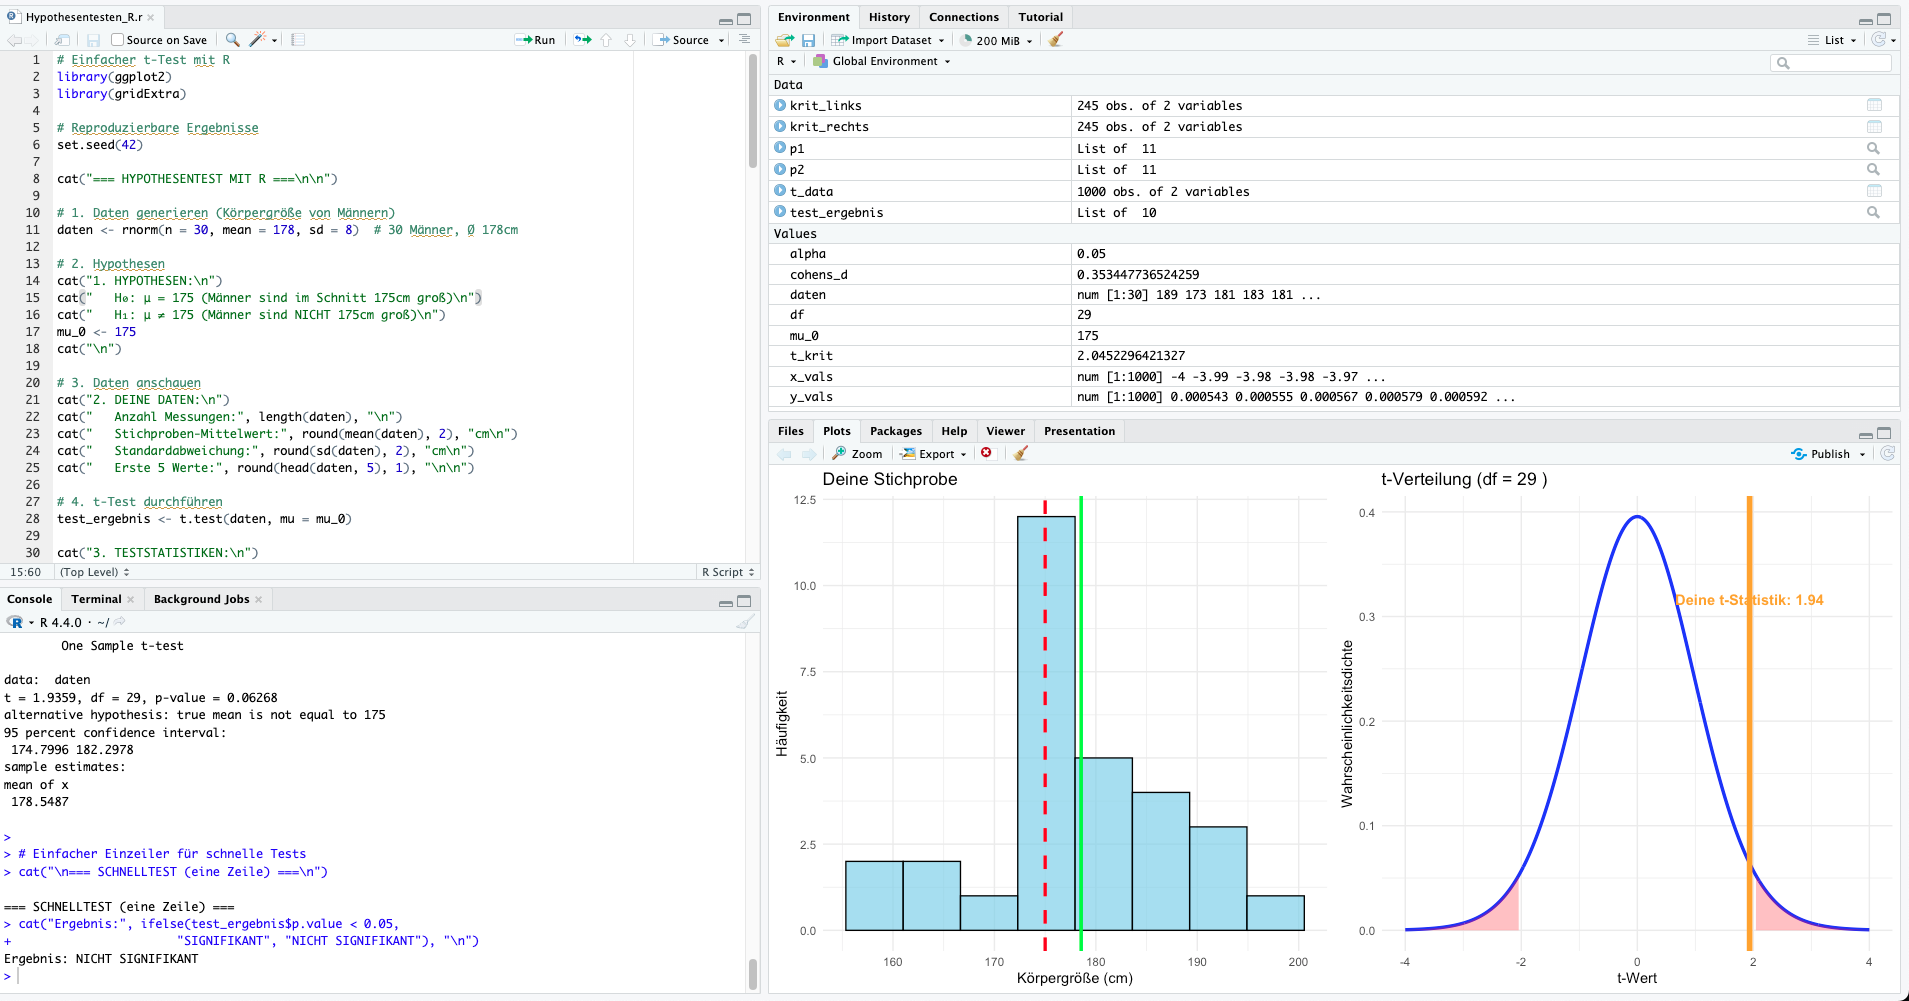 Hypothesentesten_R.r
Source on Save
Run
Source
1 # Einfacher t-Test mit R
2 library(ggplot2)
3 library(gridExtra)
4
5 # Reproduzierbare Ergebnisse
6 set.seed(42)
7
8 cat("=== HYPOTHESENTEST MIT R ===\n\n")
9
10 # 1. Daten generieren (Körpergröße von Männern)
11 daten <- rnorm(n = 30, mean = 178, sd = 8)  # 30 Männer, Ø 178cm
12
13 # 2. Hypothesen
14 cat("1. HYPOTHESEN:\n")
15 cat("   H₀: μ = 175 (Männer sind im Schnitt 175cm groß)\n")
16 cat("   H₁: μ ≠ 175 (Männer sind NICHT 175cm groß)\n")
17 mu_0 <- 175
18 cat("\n")
19
20 # 3. Daten anschauen
21 cat("2. DEINE DATEN:\n")
22 cat("   Anzahl Messungen:", length(daten), "\n")
23 cat("   Stichproben-Mittelwert:", round(mean(daten), 2), "cm\n")
24 cat("   Standardabweichung:", round(sd(daten), 2), "cm\n")
25 cat("   Erste 5 Werte:", round(head(daten, 5), 1), "\n\n")
26
27 # 4. t-Test durchführen
28 test_ergebnis <- t.test(daten, mu = mu_0)
29
30 cat("3. TESTSTATISTIKEN:\n")
15:60 (Top Level) R Script
Console Terminal Background Jobs
R 4.4.0 · ~/
One Sample t-test
data:  daten
t = 1.9359, df = 29, p-value = 0.06268
alternative hypothesis: true mean is not equal to 175
95 percent confidence interval:
174.7996 182.2978
sample estimates:
mean of x
178.5487
>
> # Einfacher Einzeiler für schnelle Tests
> cat("\n=== SCHNELLTEST (eine Zeile) ===\n")
=== SCHNELLTEST (eine Zeile) ===
> cat("Ergebnis:", ifelse(test_ergebnis$p.value < 0.05,
+                      "SIGNIFIKANT", "NICHT SIGNIFIKANT"), "\n")
Ergebnis: NICHT SIGNIFIKANT
>
Environment History Connections Tutorial
Import Dataset 200 MiB List
R Global Environment
Data
krit_links 245 obs. of 2 variables
krit_rechts 245 obs. of 2 variables
p1 List of  11
p2 List of  11
t_data 1000 obs. of 2 variables
test_ergebnis List of  10
Values
alpha 0.05
cohens_d 0.353447736524259
daten num [1:30] 189 173 181 183 181 ...
df 29
mu_0 175
t_krit 2.0452296421327
x_vals num [1:1000] -4 -3.99 -3.98 -3.98 -3.97 ...
y_vals num [1:1000] 0.000543 0.000555 0.000567 0.000579 0.000592 ...
Files Plots Packages Help Viewer Presentation
Zoom Export Publish
Deine Stichprobe
12.5
10.0
7.5
5.0
2.5
0.0
Häufigkeit
160 170 180 190 200
Körpergröße (cm)
t-Verteilung (df = 29 )
0.4
0.3
0.2
0.1
0.0
Wahrscheinlichkeitsdichte
Deine t-Statistik: 1.94
-4 -2 0 2 4
t-Wert